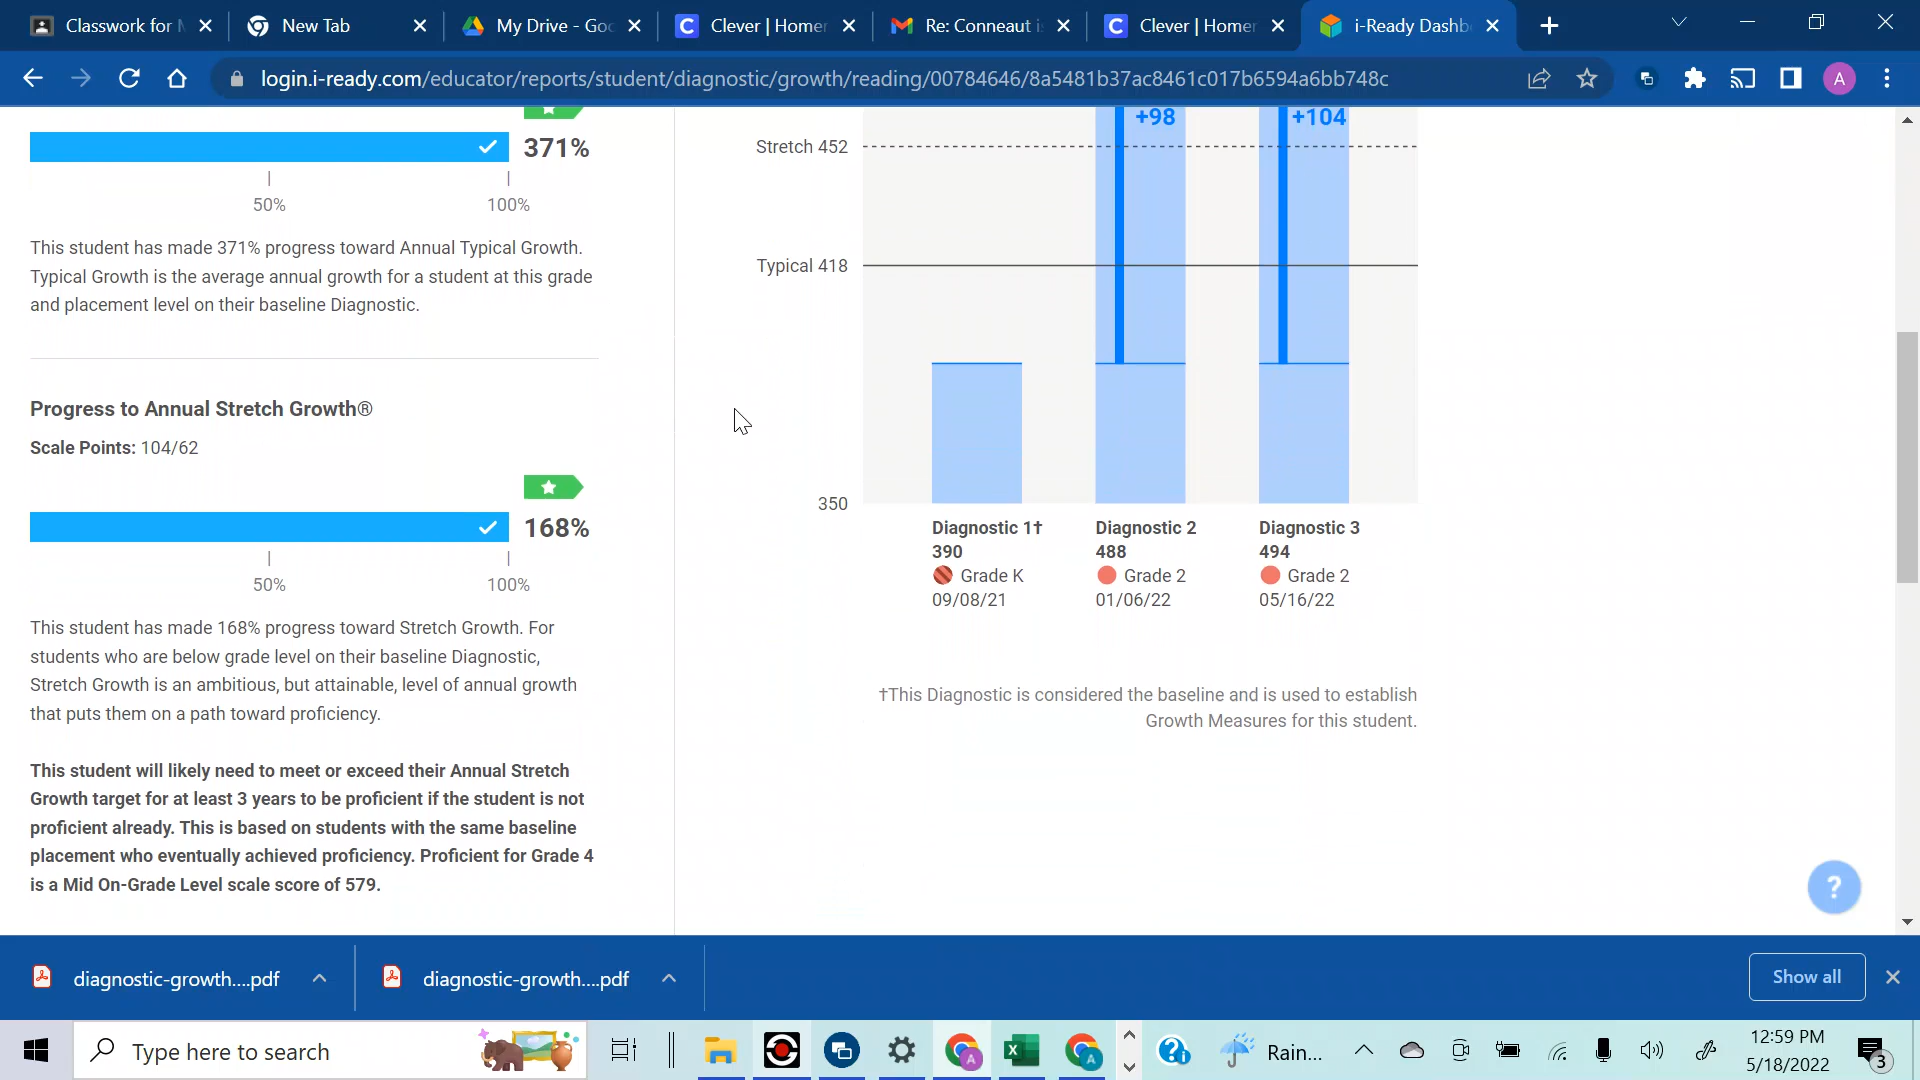 Classwork for M
New Tab
My Drive - Goo
Clever | Homer
Re: Conneaut i
Clever | Homer
i-Ready Dashb
login.i-ready.com/educator/reports/student/diagnostic/growth/reading/00784646/8a5481b37ac8461c017b6594a6bb748c
A
371%
50%
100%
This student has made 371% progress toward Annual Typical Growth.
Typical Growth is the average annual growth for a student at this grade
and placement level on their baseline Diagnostic.
Progress to Annual Stretch Growth®
Scale Points: 104/62
168%
50%
100%
This student has made 168% progress toward Stretch Growth. For
students who are below grade level on their baseline Diagnostic,
Stretch Growth is an ambitious, but attainable, level of annual growth
that puts them on a path toward proficiency.
This student will likely need to meet or exceed their Annual Stretch
Growth target for at least 3 years to be proficient if the student is not
proficient already. This is based on students with the same baseline
placement who eventually achieved proficiency. Proficient for Grade 4
is a Mid On-Grade Level scale score of 579.
+98
+104
Stretch 452
Typical 418
350
Diagnostic 1†
390
Grade K
09/08/21
Diagnostic 2
488
Grade 2
01/06/22
Diagnostic 3
494
Grade 2
05/16/22
†This Diagnostic is considered the baseline and is used to establish
Growth Measures for this student.
?
diagnostic-growth....pdf
diagnostic-growth....pdf
Show all
Type here to search
Rain...
12:59 PM
5/18/2022
3